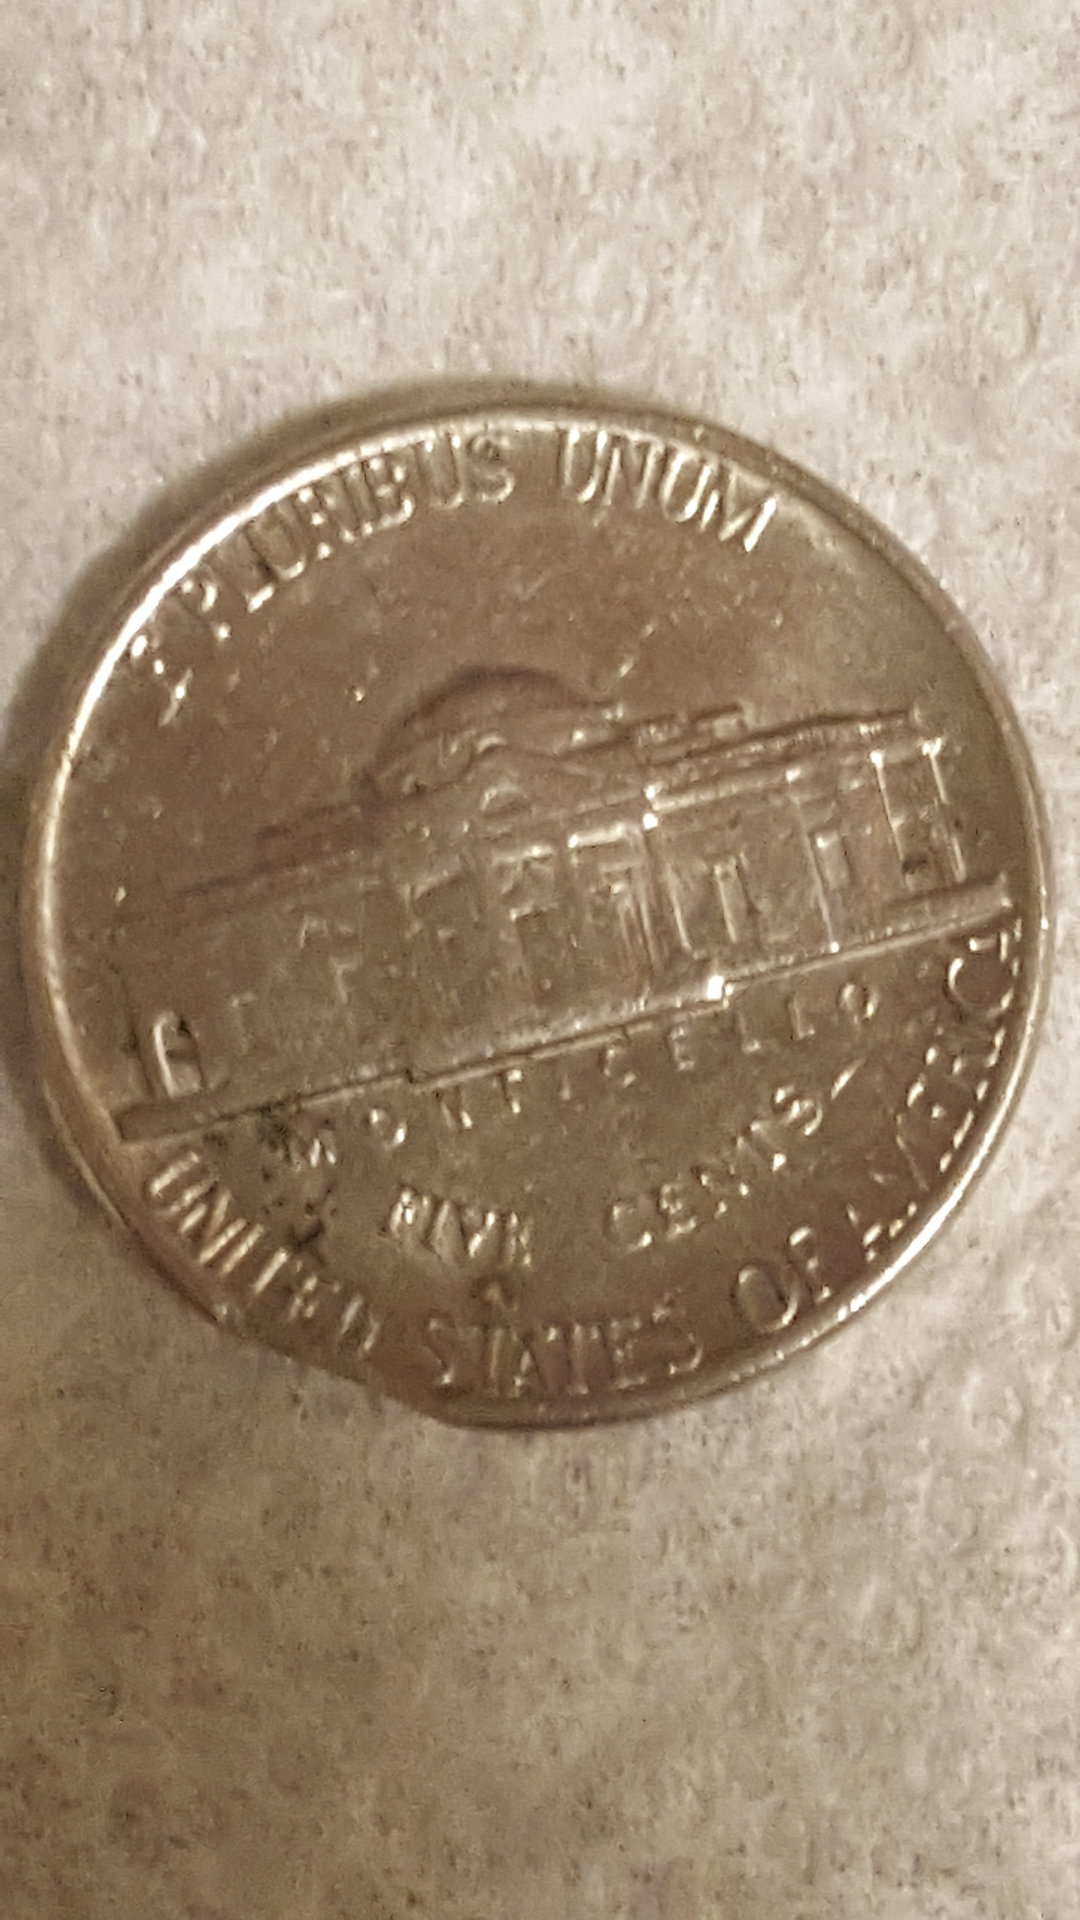 E PLURIBUS UNUM
MONTICELLO
FIVE CENTS
UNITED STATES OF AMERICA